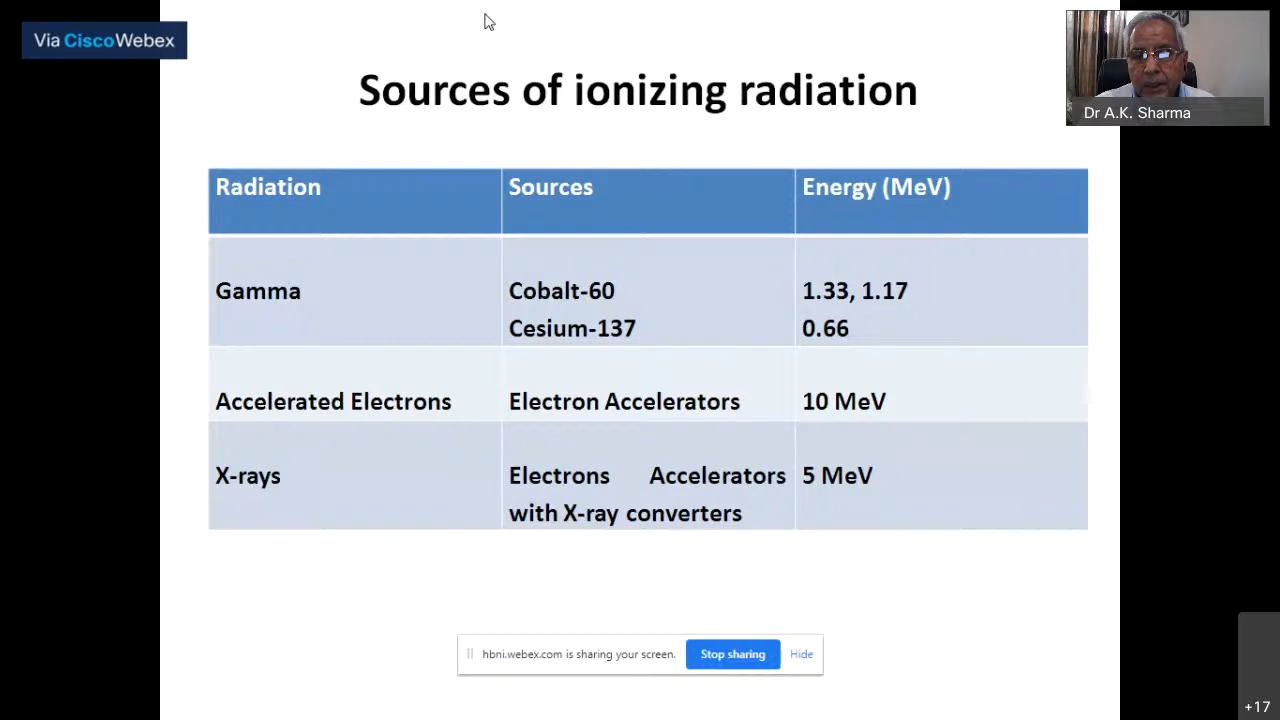 Via CiscoWebex
Dr A.K. Sharma
Sources of ionizing radiation
Radiation Sources Energy (MeV)
Gamma Cobalt-60 1.33, 1.17
Cesium-137 0.66
Accelerated Electrons Electron Accelerators 10 MeV
X-rays Electrons Accelerators 5 MeV
with X-ray converters
hbni.webex.com is sharing your screen. Stop sharing Hide
+17